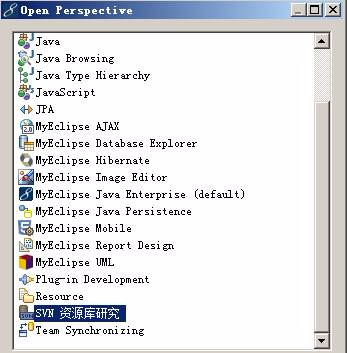 Open Perspective
Java
Java Browsing
Java Type Hierarchy
JavaScript
JPA
MyEclipse AJAX
MyEclipse Database Explorer
MyEclipse Hibernate
MyEclipse Image Editor
MyEclipse Java Enterprise (default)
MyEclipse Java Persistence
MyEclipse Mobile
MyEclipse Report Design
MyEclipse UML
Plug-in Development
Resource
SVN 资源库研究
Team Synchronizing